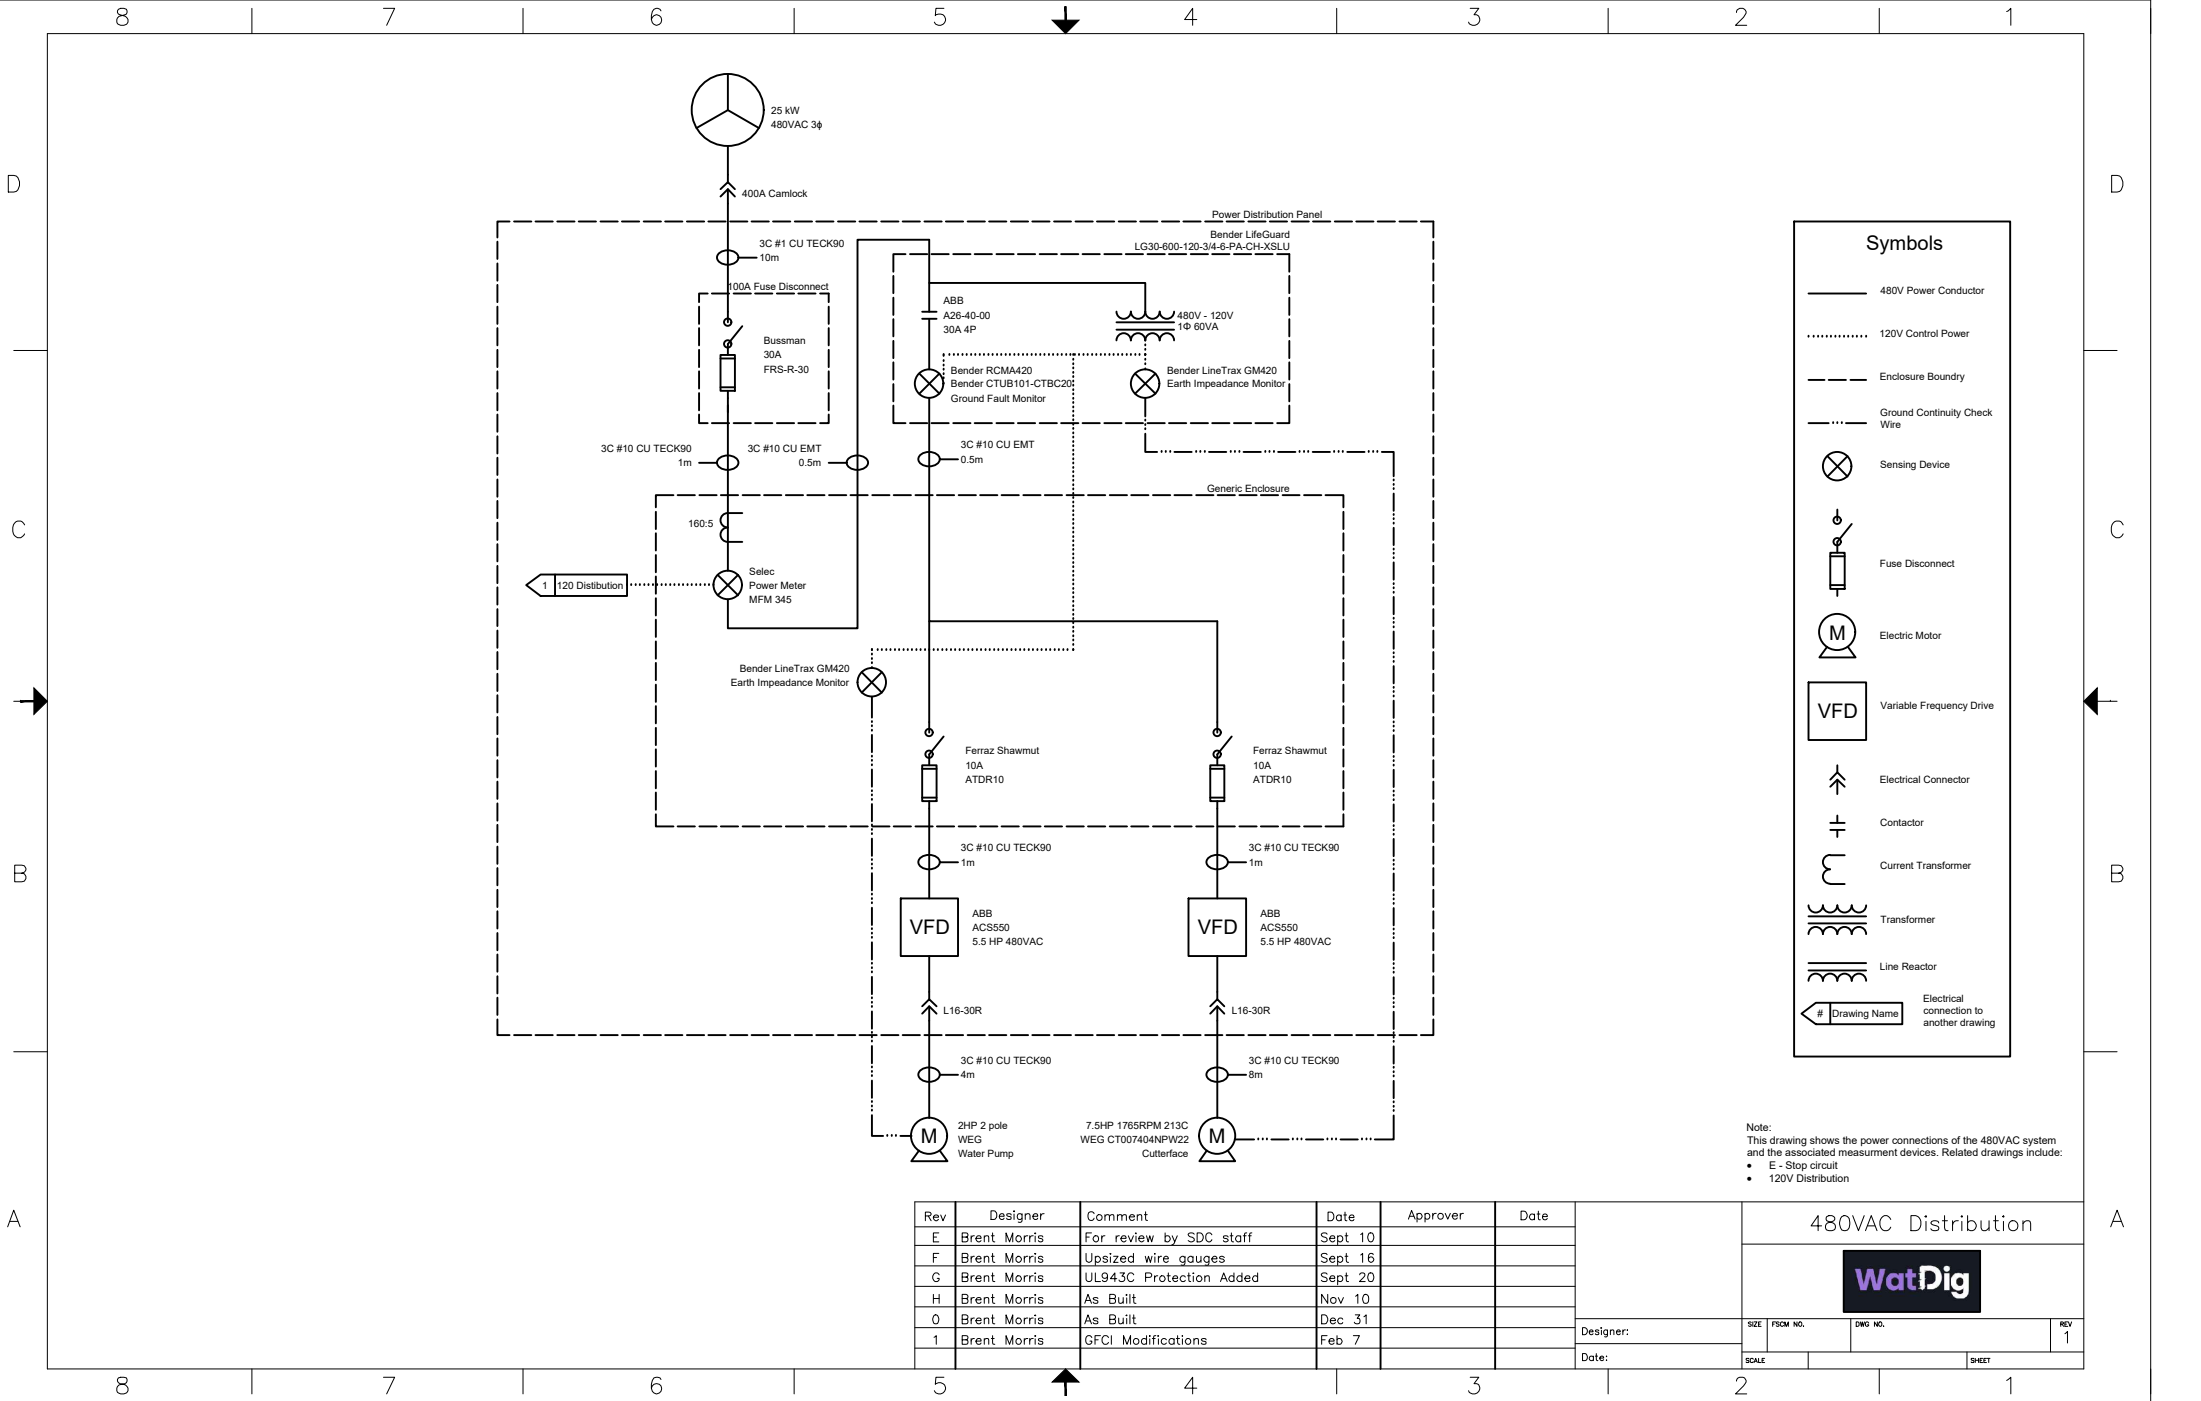 8 7 6 5 4 3 2 1
D
D
C
C
B
B
A
A
25 kW
480VAC 3ϕ
400A Camlock
Power Distribution Panel
Bender LifeGuard
LG30-600-120-3/4-6-PA-CH-XSLU
3C #1 CU TECK90
10m
100A Fuse Disconnect
Bussman
30A
FRS-R-30
ABB
A26-40-00
30A 4P
480V - 120V
1Φ 60VA
Bender RCMA420
Bender CTUB101-CTBC20
Ground Fault Monitor
Bender LineTrax GM420
Earth Impeadance Monitor
3C #10 CU TECK90
1m
3C #10 CU EMT
0.5m
3C #10 CU EMT
0.5m
Generic Enclosure
160:5
1 120 Distibution
Selec
Power Meter
MFM 345
Bender LineTrax GM420
Earth Impeadance Monitor
Ferraz Shawmut
10A
ATDR10
Ferraz Shawmut
10A
ATDR10
3C #10 CU TECK90
1m
3C #10 CU TECK90
1m
VFD
ABB
ACS550
5.5 HP 480VAC
VFD
ABB
ACS550
5.5 HP 480VAC
L16-30R
L16-30R
3C #10 CU TECK90
4m
3C #10 CU TECK90
8m
M
2HP 2 pole
WEG
Water Pump
7.5HP 1765RPM 213C
WEG CT007404NPW22
Cutterface
M
Symbols
480V Power Conductor
120V Control Power
Enclosure Boundry
Ground Continuity Check
Wire
Sensing Device
Fuse Disconnect
M
Electric Motor
VFD
Variable Frequency Drive
Electrical Connector
Contactor
Current Transformer
Transformer
Line Reactor
# Drawing Name
Electrical
connection to
another drawing
Note:
This drawing shows the power connections of the 480VAC system
and the associated measurment devices. Related drawings include:
• E - Stop circuit
• 120V Distribution
Rev Designer Comment Date Approver Date
E Brent Morris For review by SDC staff Sept 10
F Brent Morris Upsized wire gauges Sept 16
G Brent Morris UL943C Protection Added Sept 20
H Brent Morris As Built Nov 10
0 Brent Morris As Built Dec 31
1 Brent Morris GFCI Modifications Feb 7
Designer:
Date:
480VAC Distribution
WatDig
SIZE FSCM NO. DWG NO. REV
1
SCALE SHEET
8 7 6 5 4 3 2 1